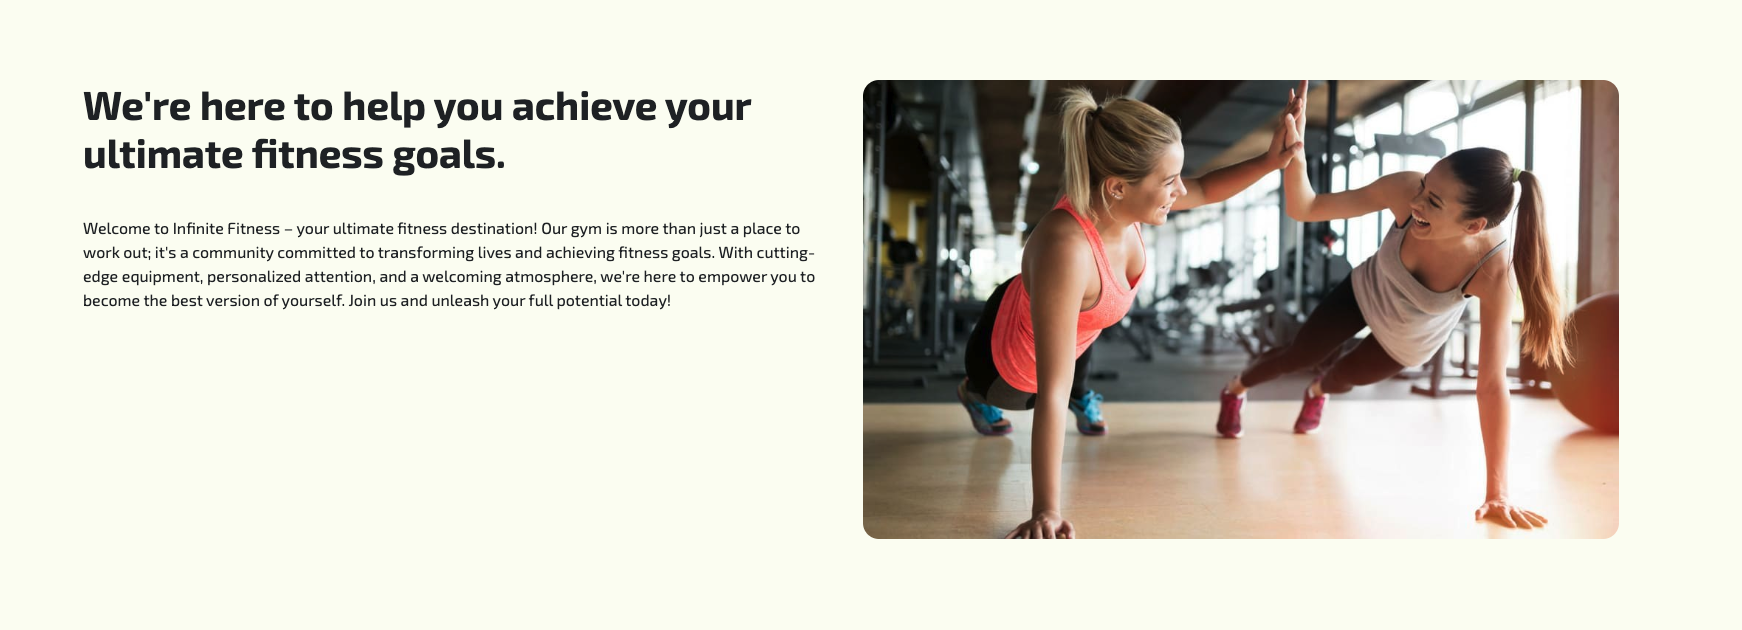 We're here to help you achieve your
ultimate fitness goals.
Welcome to Infinite Fitness – your ultimate fitness destination! Our gym is more than just a place to
work out; it's a community committed to transforming lives and achieving fitness goals. With cutting-
edge equipment, personalized attention, and a welcoming atmosphere, we're here to empower you to
become the best version of yourself. Join us and unleash your full potential today!